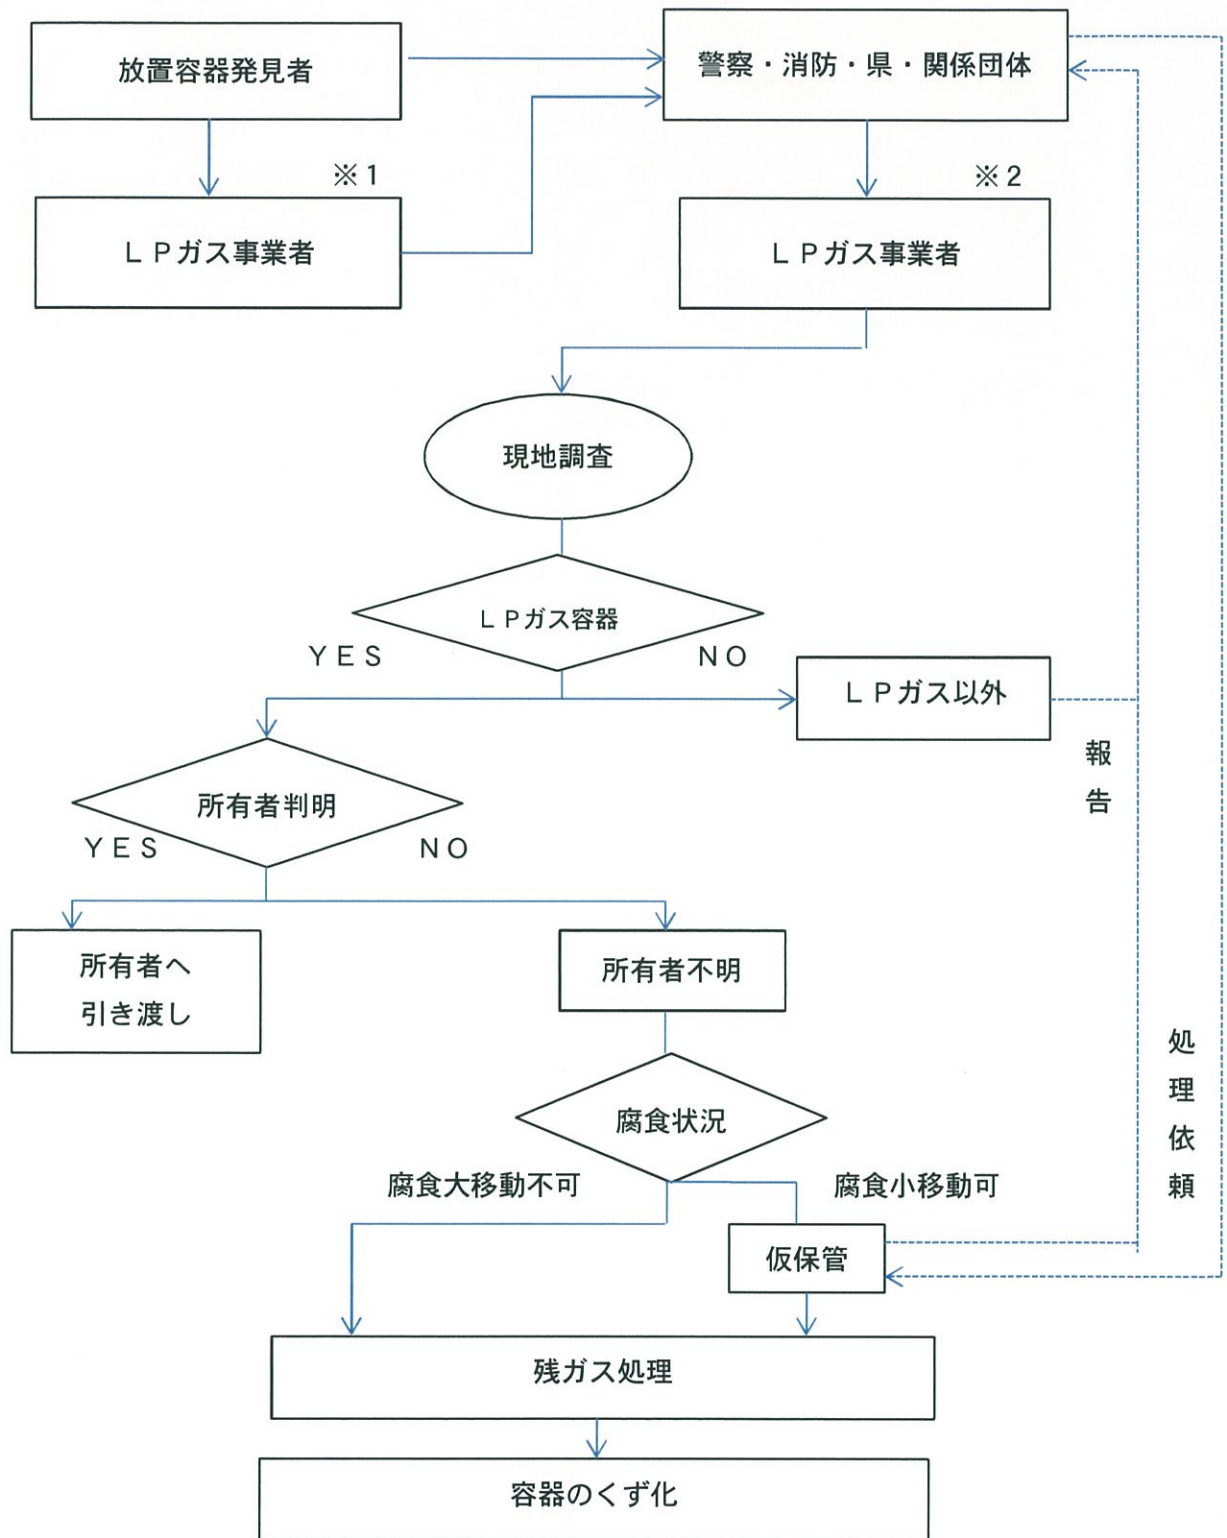 放置容器発見者
警察・消防・県・関係団体
※1
※2
LPガス事業者
LPガス事業者
現地調査
LPガス容器
YES
NO
LPガス以外
報告
所有者判明
YES
NO
所有者へ
引き渡し
所有者不明
処理依頼
腐食状況
腐食大移動不可
腐食小移動可
仮保管
残ガス処理
容器のくず化